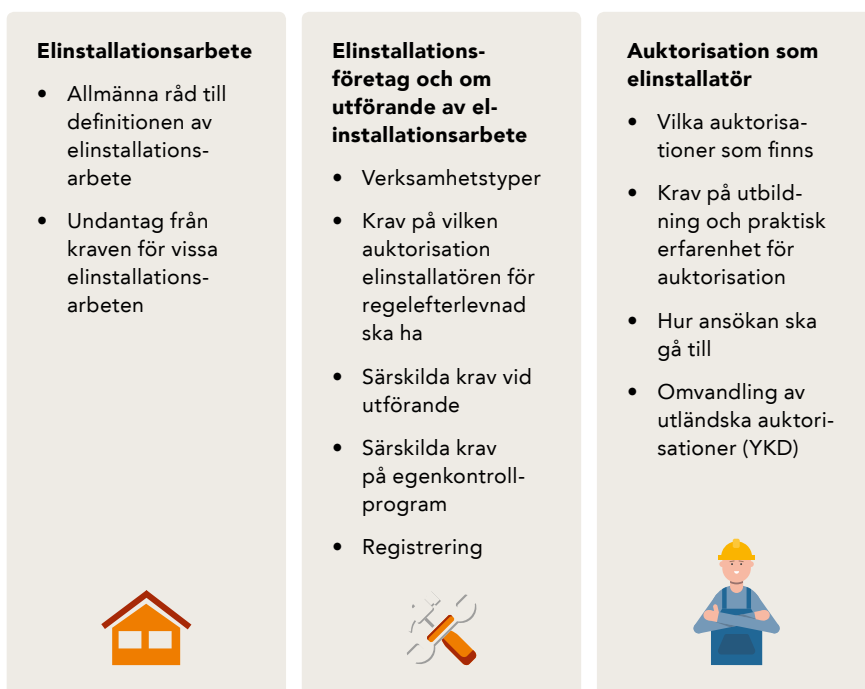 Elinstallationsarbete
• Allmänna råd till
definitionen av
elinstallations-
arbete
• Undantag från
kraven för vissa
elinstallations-
arbeten
Elinstallations-
företag och om
utförande av el-
installationsarbete
• Verksamhetstyper
• Krav på vilken
auktorisation
elinstallatören för
regelefterlevnad
ska ha
• Särskilda krav vid
utförande
• Särskilda krav
på egenkontroll-
program
• Registrering
Auktorisation som
elinstallatör
• Vilka auktorisa-
tioner som finns
• Krav på utbild-
ning och praktisk
erfarenhet för
auktorisation
• Hur ansökan ska
gå till
• Omvandling av
utländska auktori-
sationer (YKD)